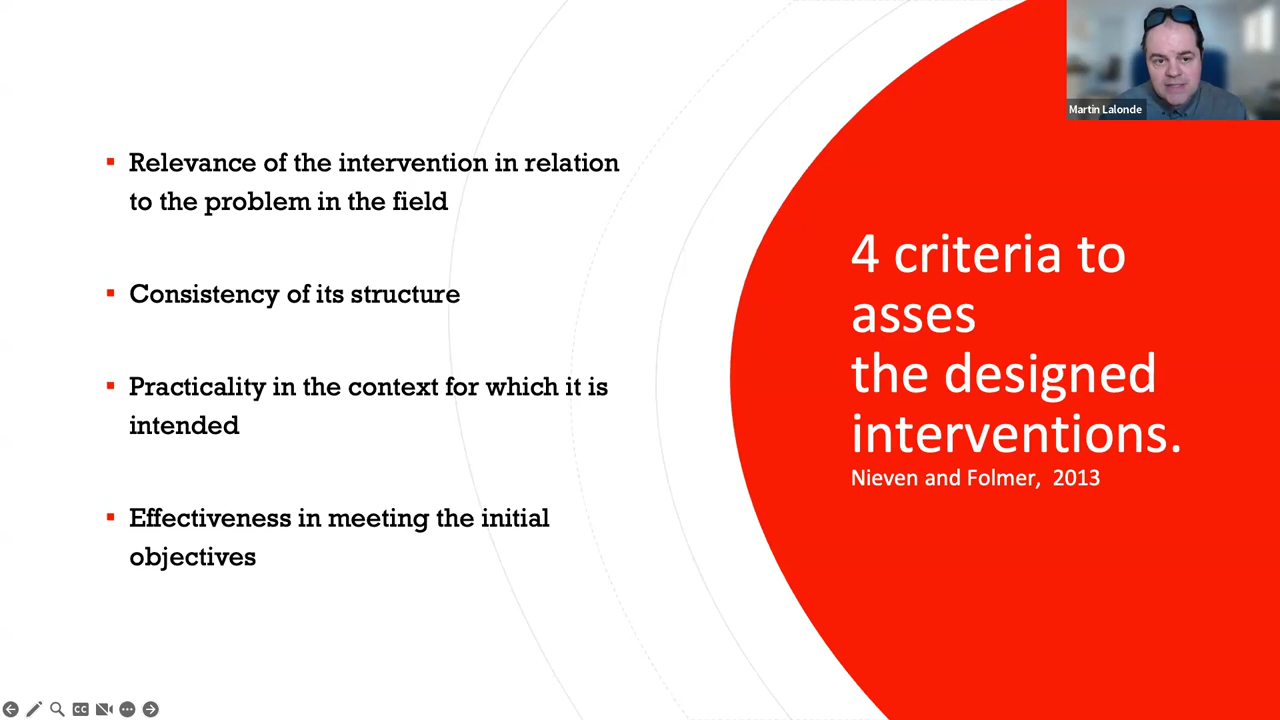 Martin Lalonde
Relevance of the intervention in relation
to the problem in the field
Consistency of its structure
Practicality in the context for which it is
intended
Effectiveness in meeting the initial
objectives
4 criteria to
asses
the designed
interventions.
Nieven and Folmer, 2013
CC